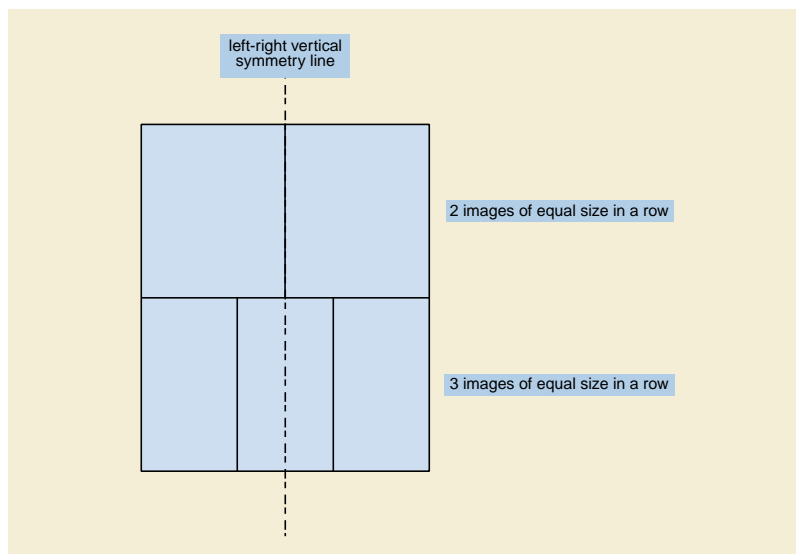 left-right vertical
symmetry line
2 images of equal size in a row
3 images of equal size in a row